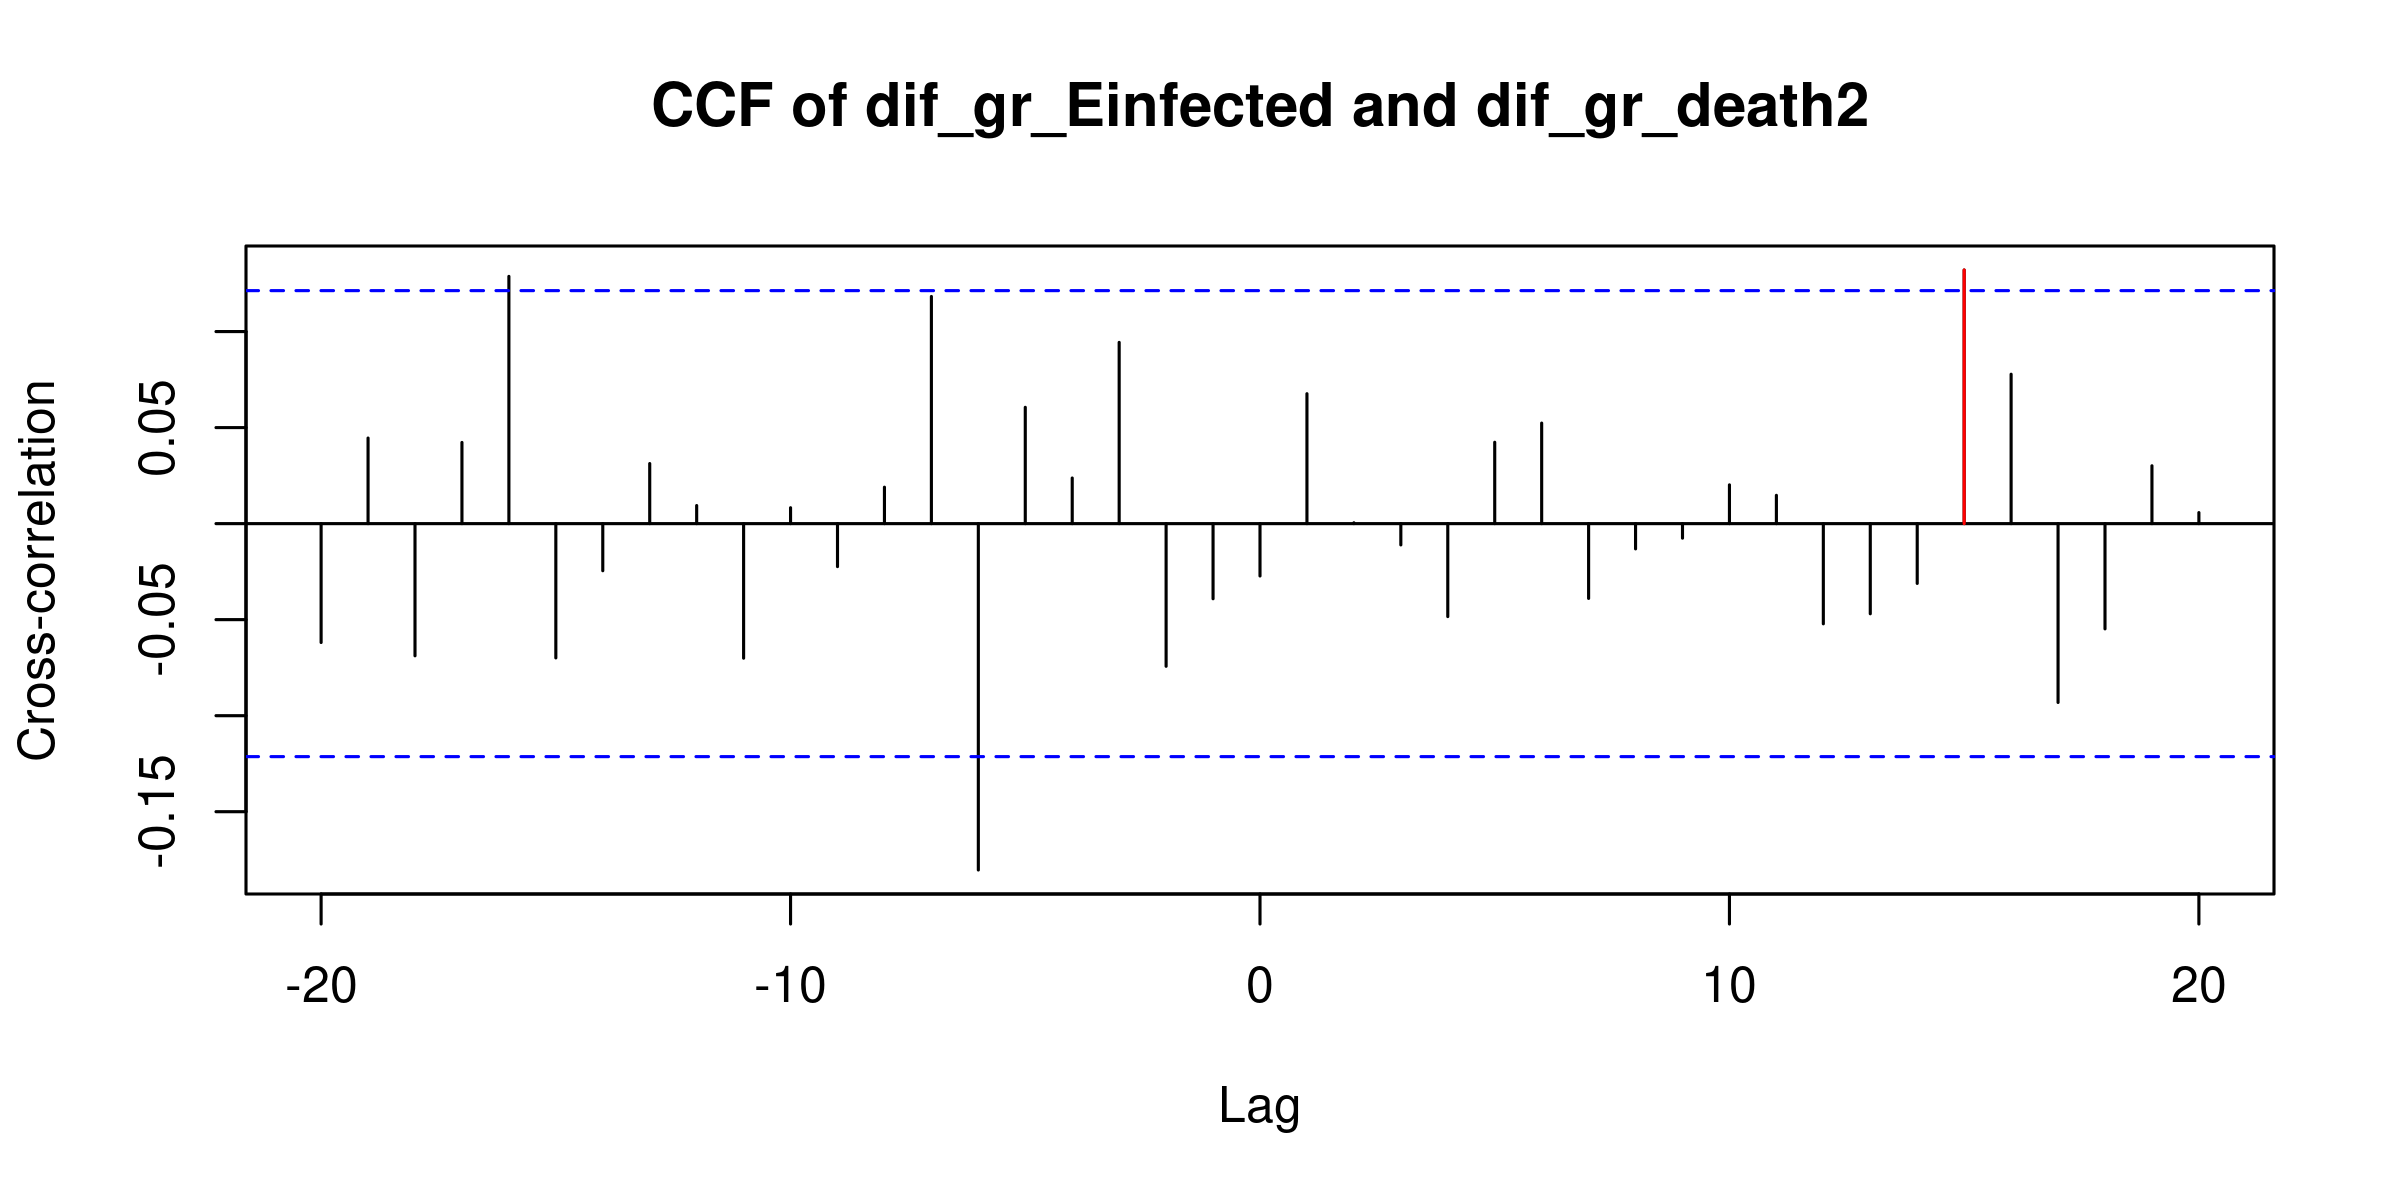 CCF of dif_gr_Einfected and dif_gr_death2
Cross-correlation
0.05
-0.05
-0.15
-20
-10
0
10
20
Lag